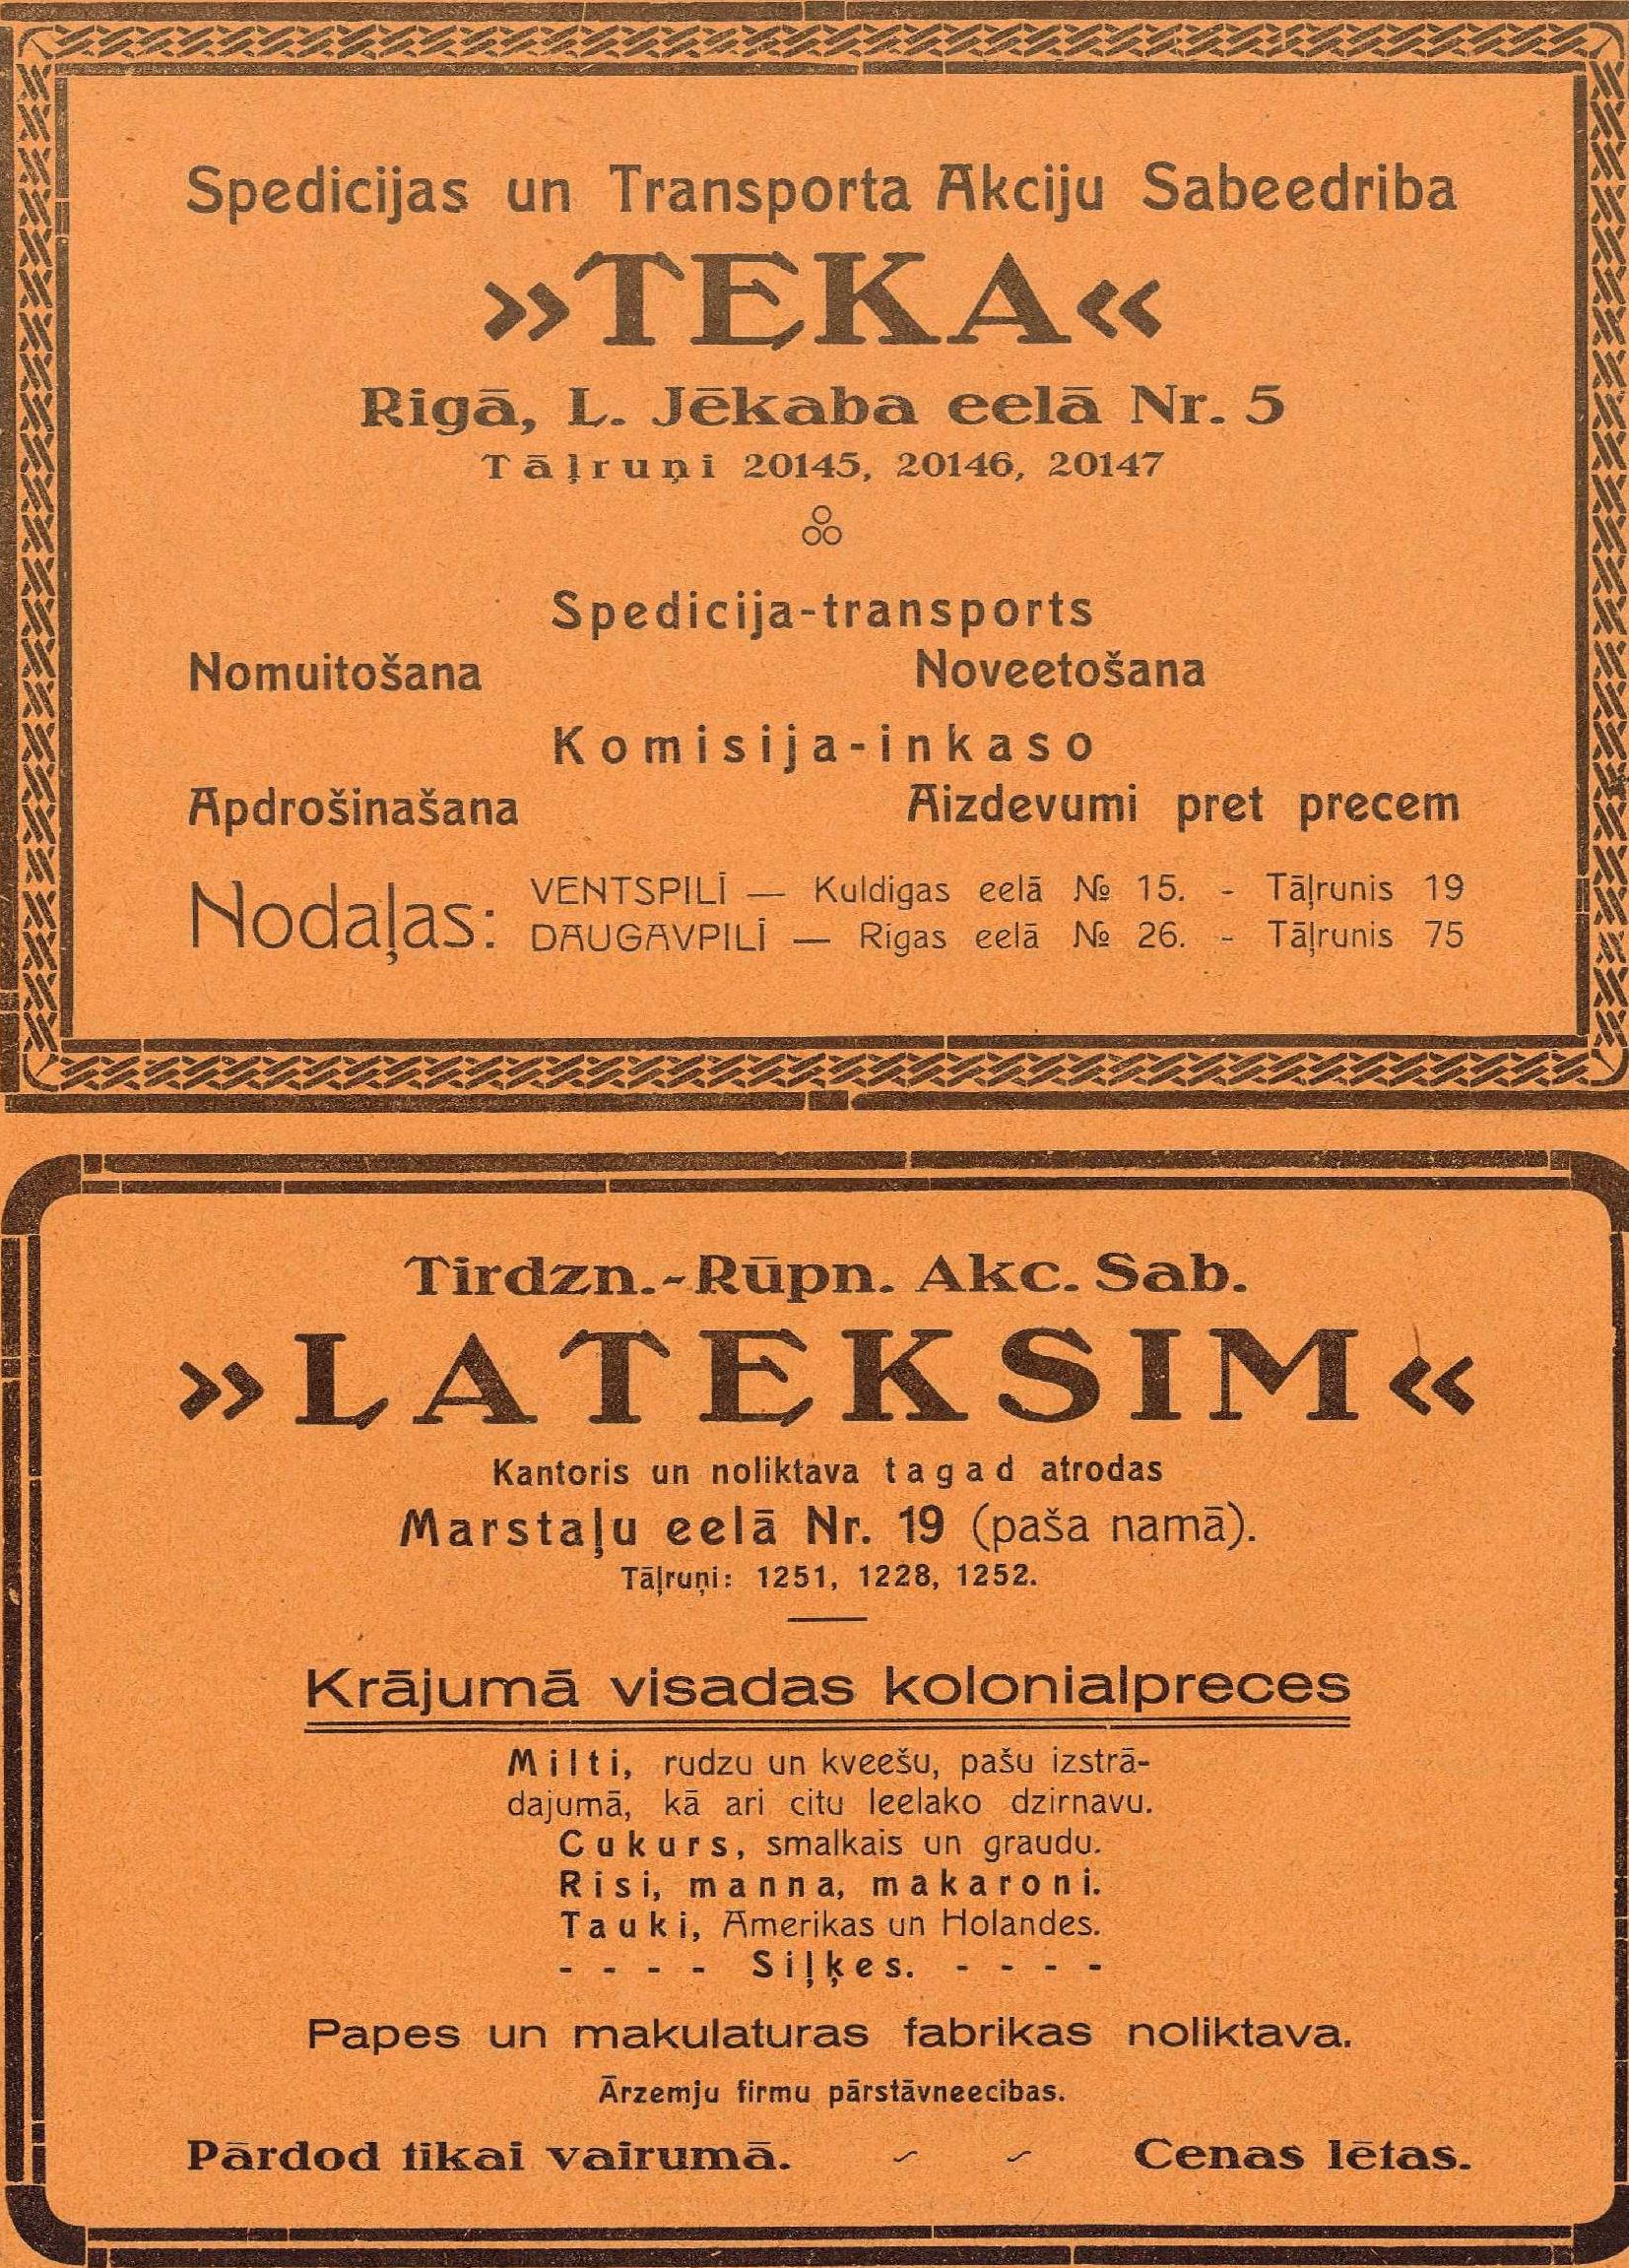 Spedicijas un Transporta Akciju Sabeedriba
»TEKA«
Rigā, L. Jēkaba eelā Nr. 5
Tāļruņi 20145, 20146, 20147
Spedicija-transports
Nomuitošana Noveetošana
Komisija-inkaso
Apdrošinašana Aizdevumi pret precem
Nodaļas:
VENTSPILĪ — Kuldigas eelā № 15. - Tāļrunis 19
DAUGAVPILĪ — Rigas eelā № 26. - Tāļrunis 75
Tirdzn.-Rūpn. Akc. Sab.
»LATEKSIM«
Kantoris un noliktava tagad atrodas
Marstaļu eelā Nr. 19 (paša namā).
Tāļruņi: 1251, 1228, 1252.
Krājumā visadas kolonialpreces
Milti, rudzu un kveešu, pašu izstrā-
dajumā, kā ari citu leelako dzirnavu.
Cukurs, smalkais un graudu.
Risi, manna, makaroni.
Tauki, Amerikas un Holandes.
- - - - Siļķes. - - - -
Papes un makulaturas fabrikas noliktava.
Ārzemju firmu pārstāvneecibas.
Pārdod tikai vairumā. ~ ~ Cenas lētas.